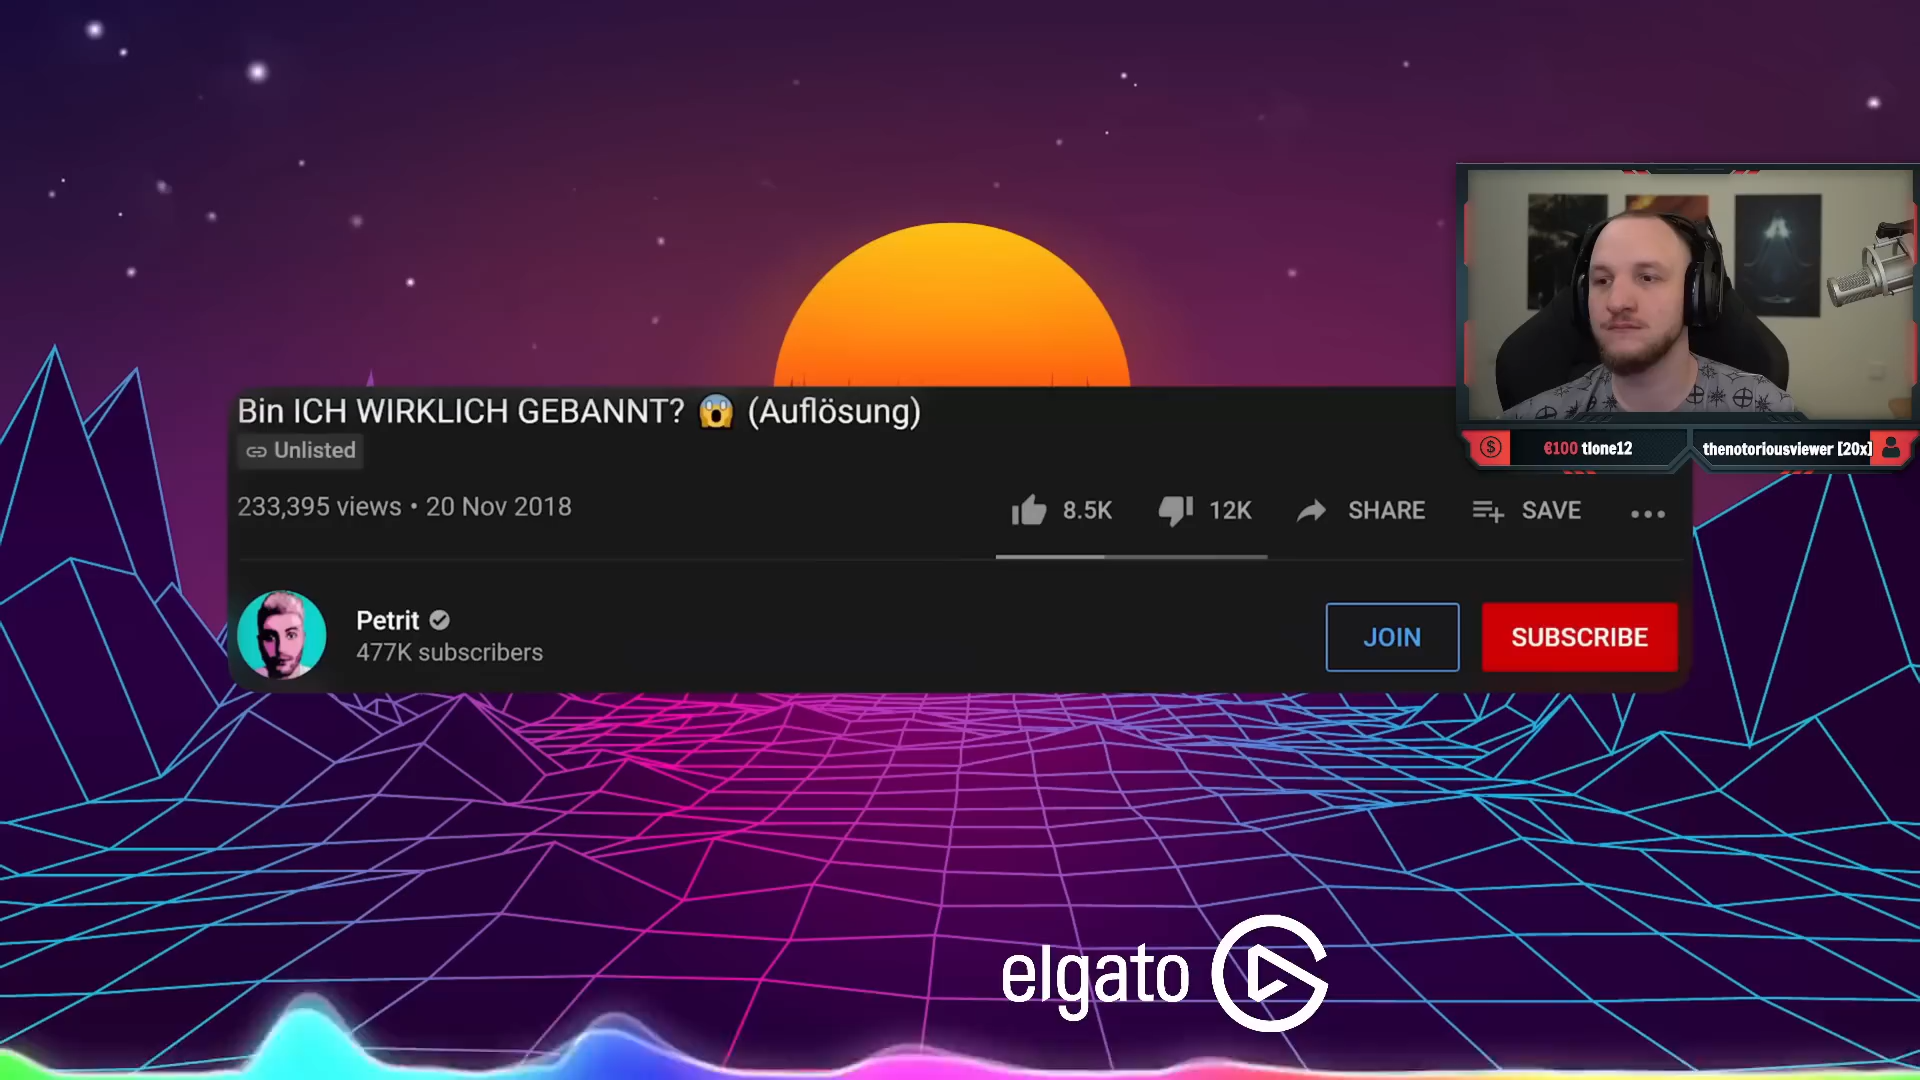 Bin ICH WIRKLICH GEBANNT? 😱 (Auflösung)
Unlisted
233,395 views • 20 Nov 2018
8.5K 12K SHARE SAVE
Petrit
477K subscribers
JOIN SUBSCRIBE
€100 tlone12
thenotoriousviewer [20x]
elgato